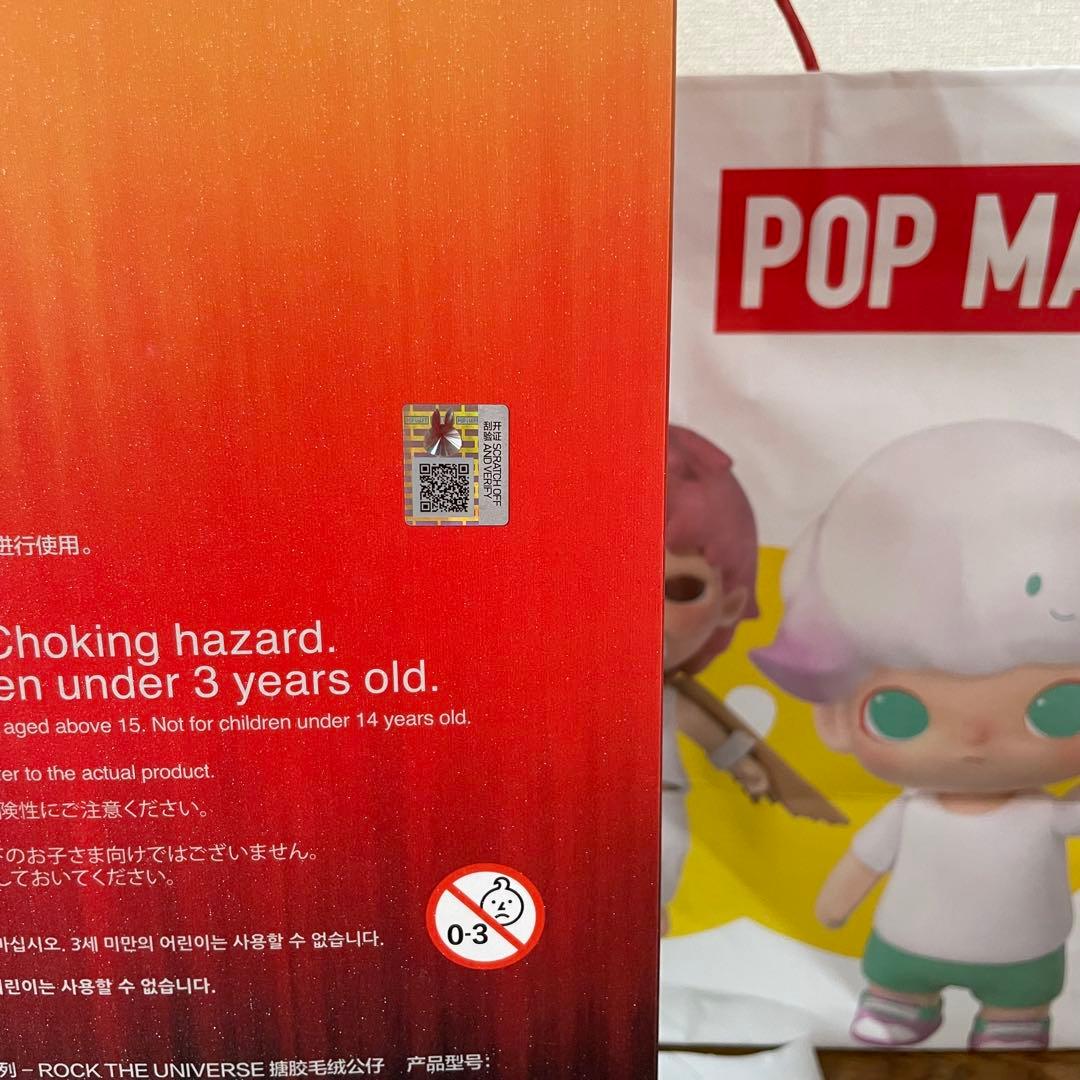 POP MA
开过 SCRATCH OFF
刮验 AND VERIFY
进行使用。
Choking hazard.
en under 3 years old.
aged above 15. Not for children under 14 years old.
er to the actual product.
険性にご注意ください。
下のお子さま向けではございません。
しておいてください。
0-3
마십시오. 3세 미만의 어린이는 사용할 수 없습니다.
어린이는 사용할 수 없습니다.
列 – ROCK THE UNIVERSE 搪胶毛绒公仔 产品型号：